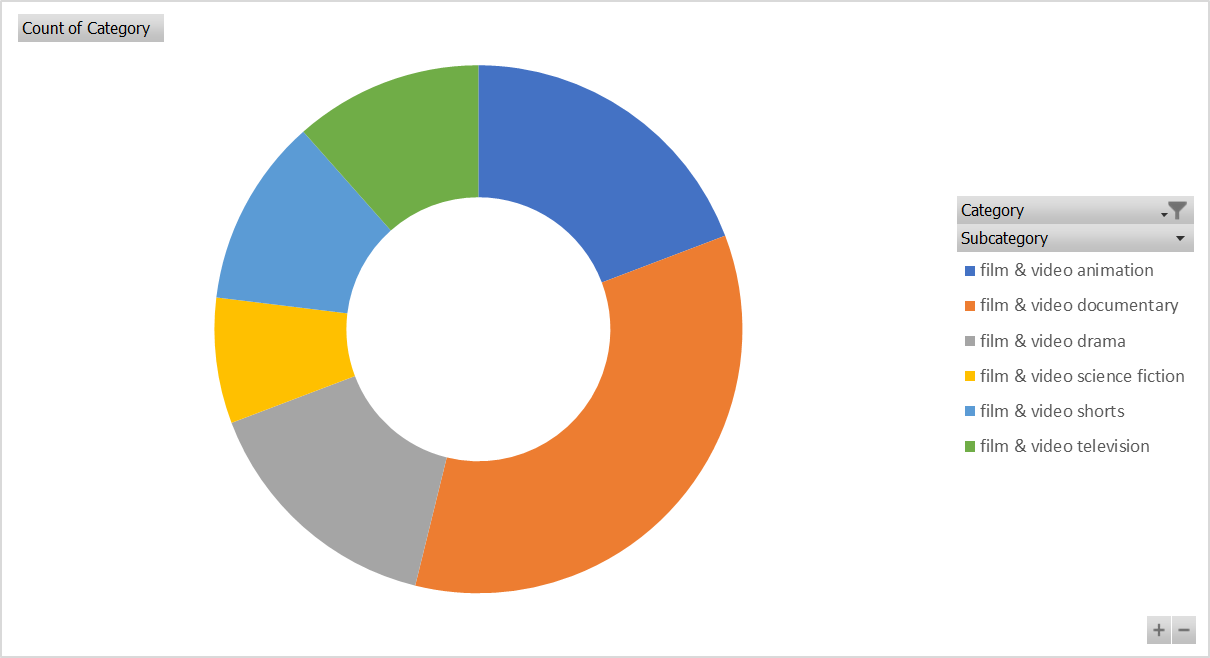 Count of Category
Category
Subcategory
film & video animation
film & video documentary
film & video drama
film & video science fiction
film & video shorts
film & video television
+ −